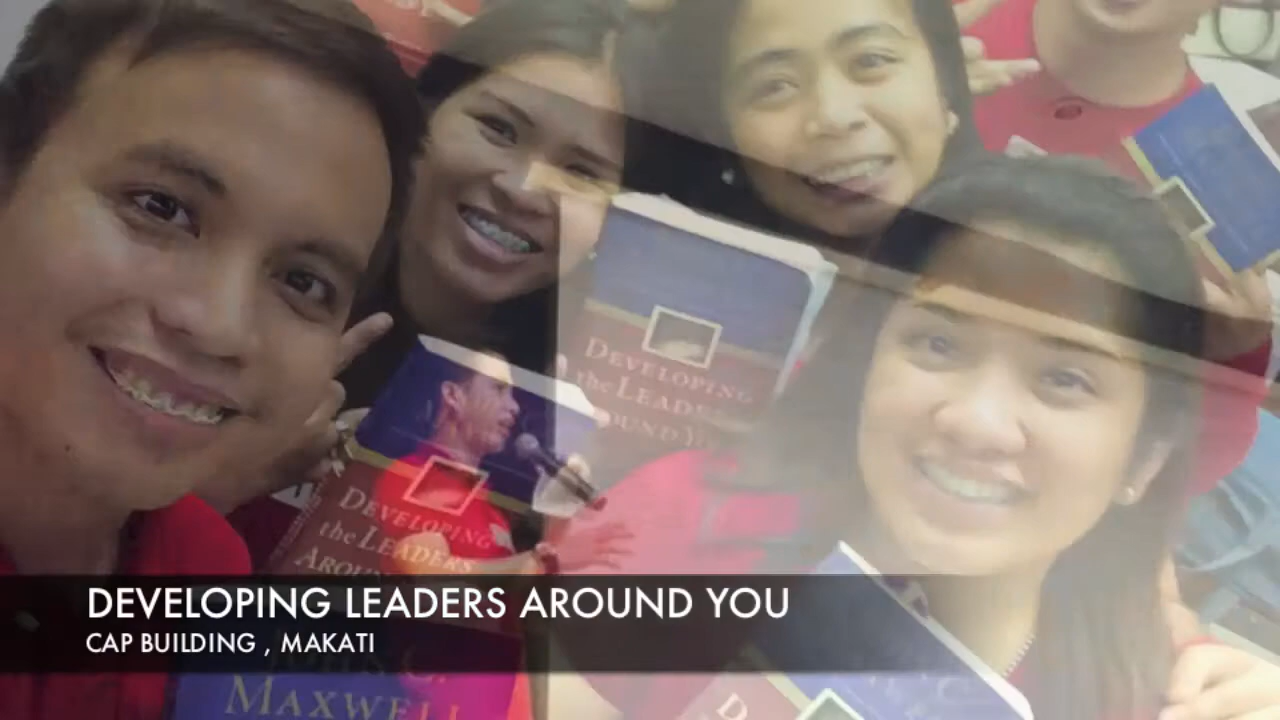 DEVELOPING
the LEADERS
DEVELOPING
the LEADERS
DEVELOPING LEADERS AROUND YOU
CAP BUILDING , MAKATI
MAXWELL